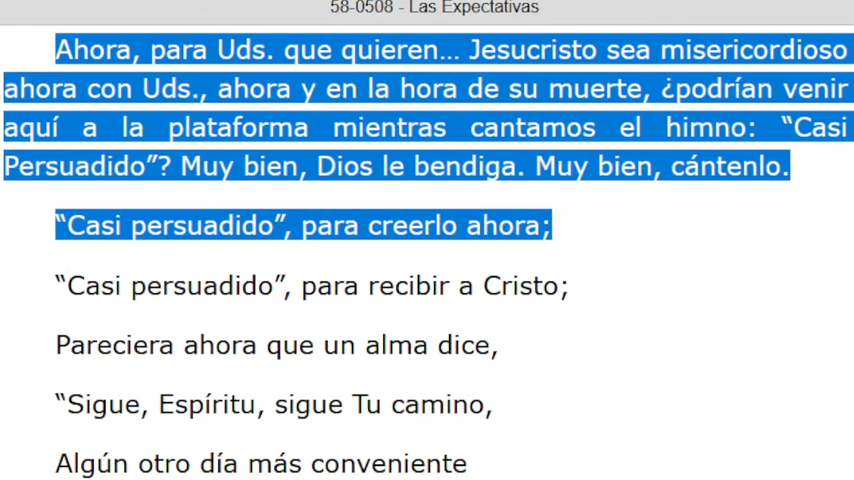 58-0508 - Las Expectativas
Ahora, para Uds. que quieren… Jesucristo sea misericordioso
ahora con Uds., ahora y en la hora de su muerte, ¿podrían venir
aquí a la plataforma mientras cantamos el himno: “Casi
Persuadido”? Muy bien, Dios le bendiga. Muy bien, cántenlo.
“Casi persuadido”, para creerlo ahora;
“Casi persuadido”, para recibir a Cristo;
Pareciera ahora que un alma dice,
“Sigue, Espíritu, sigue Tu camino,
Algún otro día más conveniente